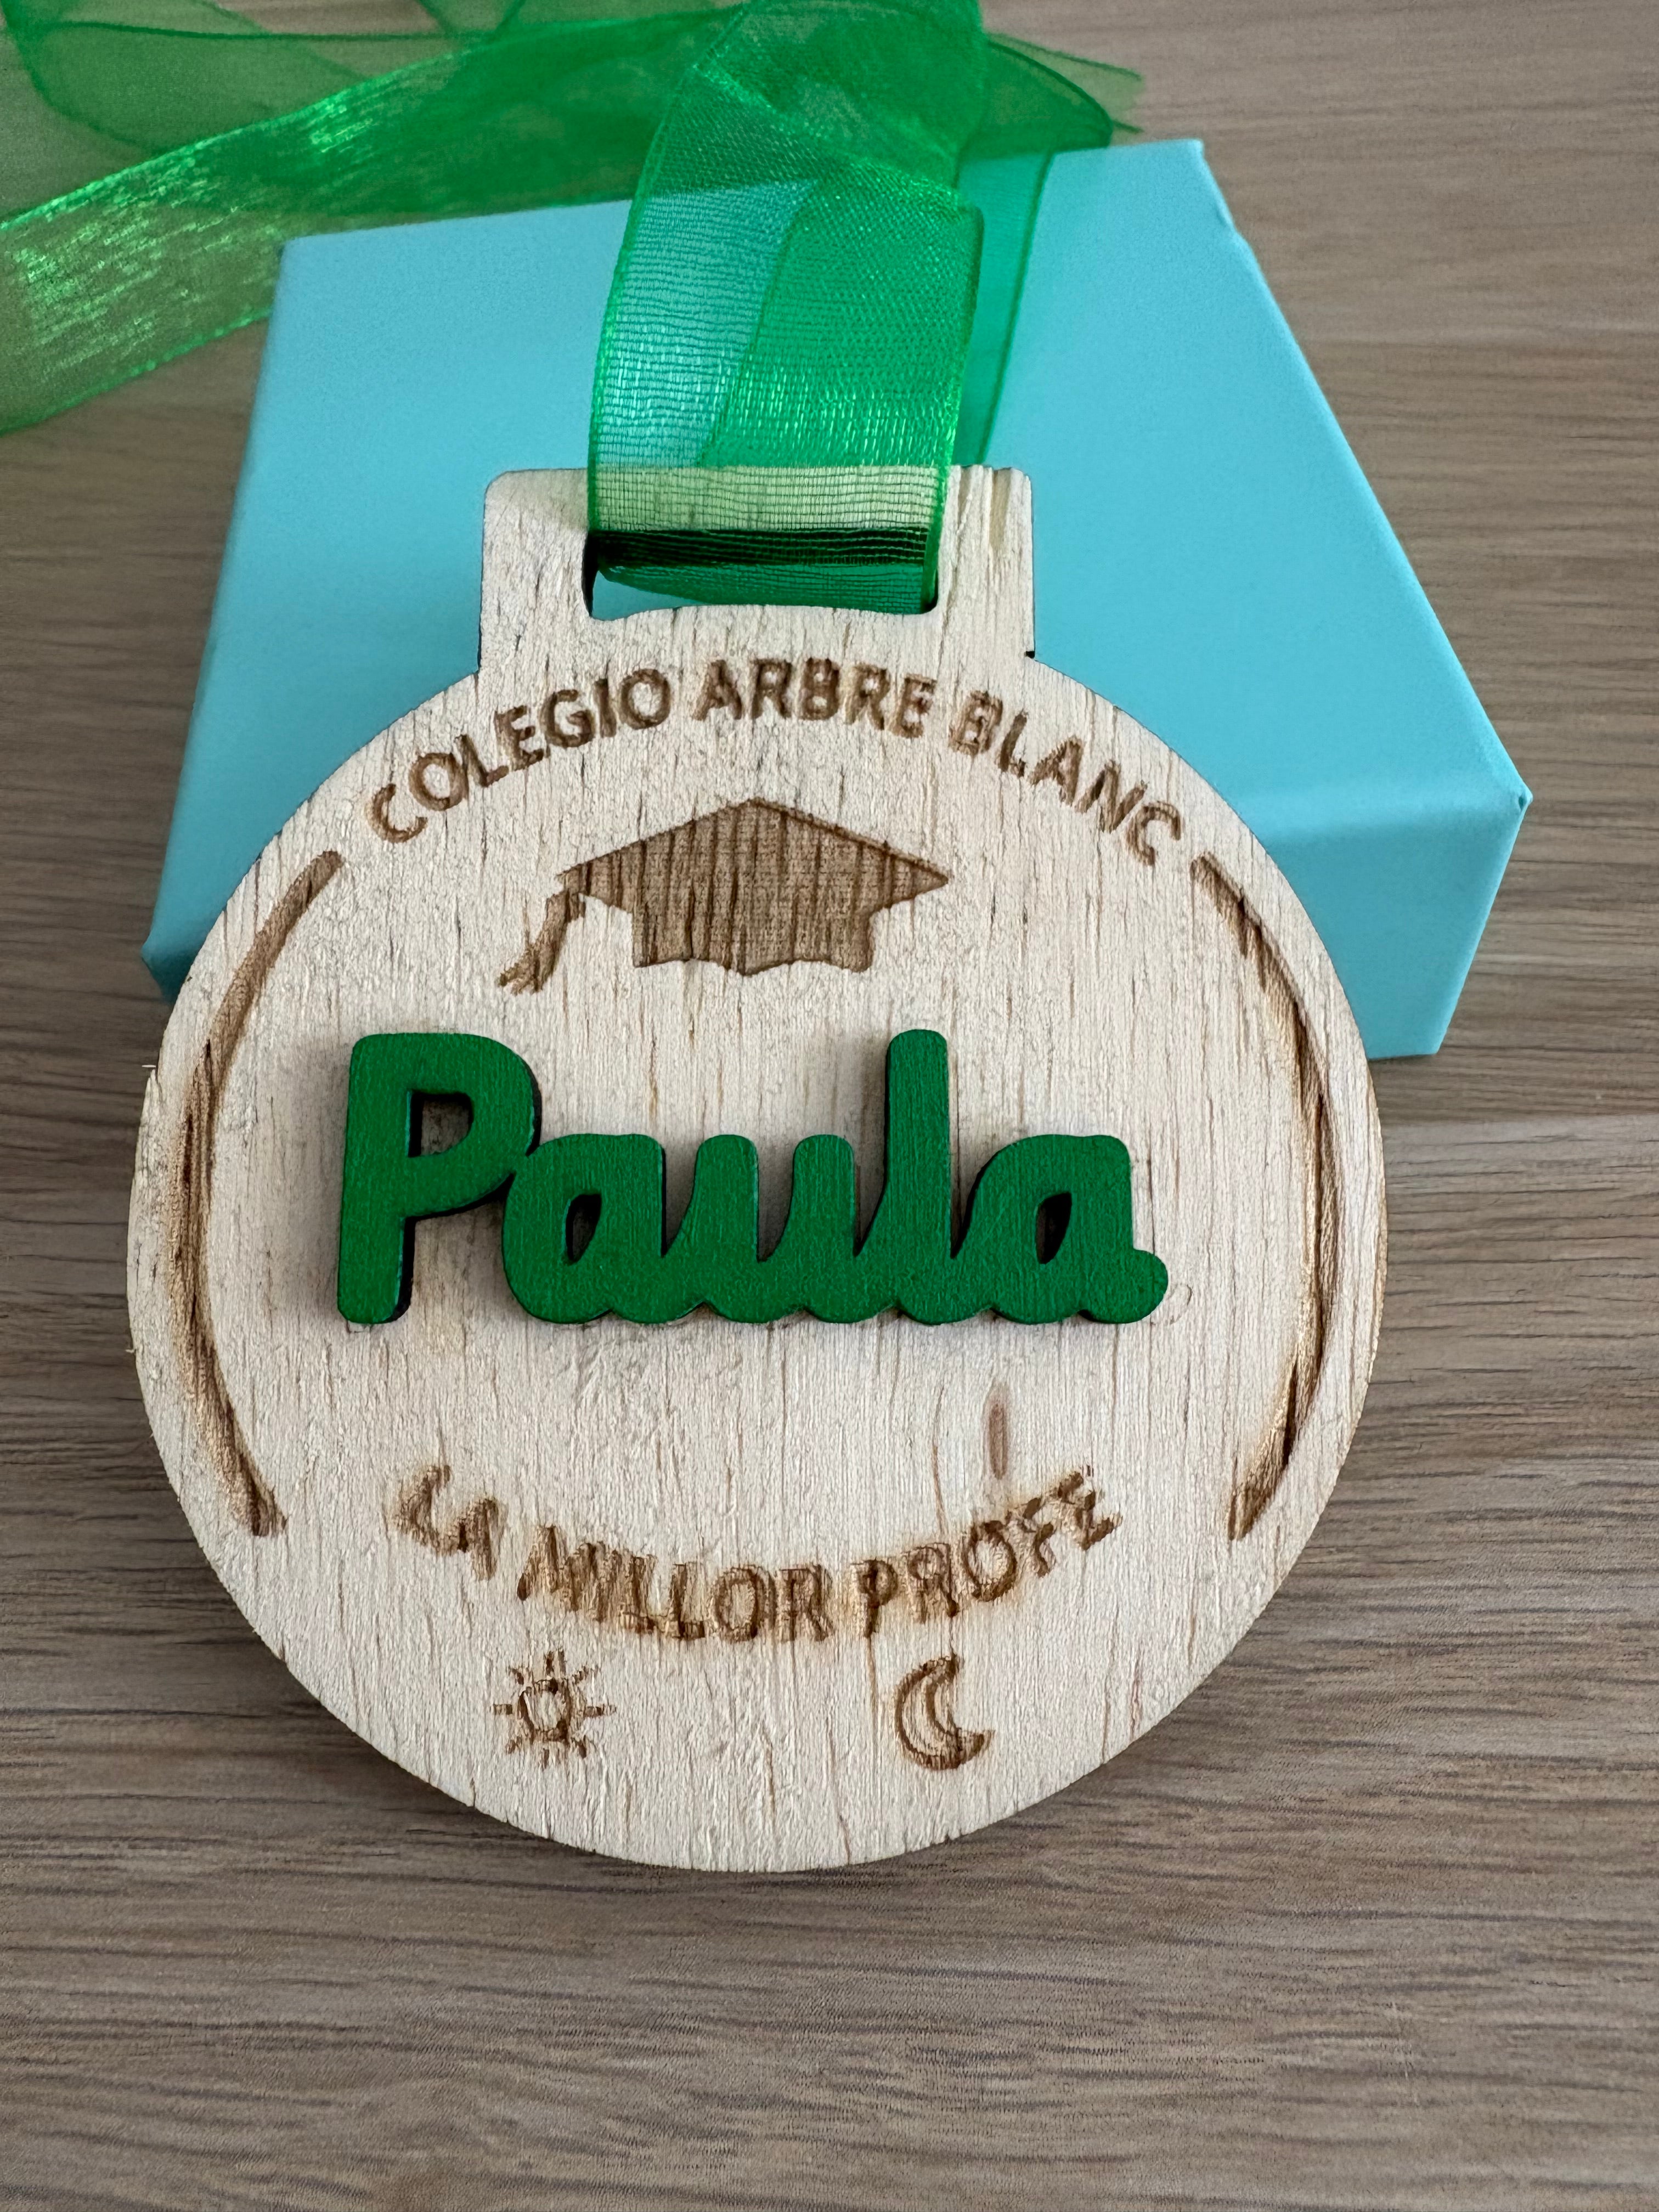 COLEGIO ARBRE BLANC
Paula
LA MILLOR PROFE